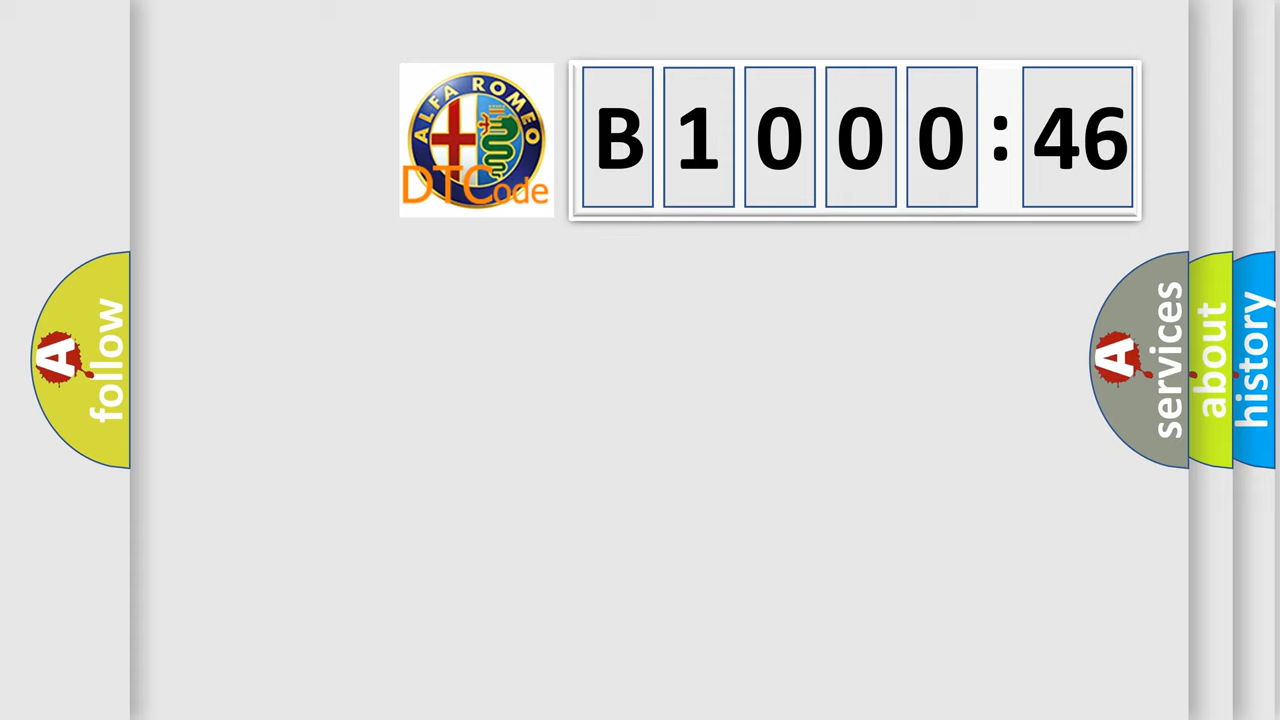 ALFA ROMEO
DTCode
B1000:46
A
follow
A
services
about
history